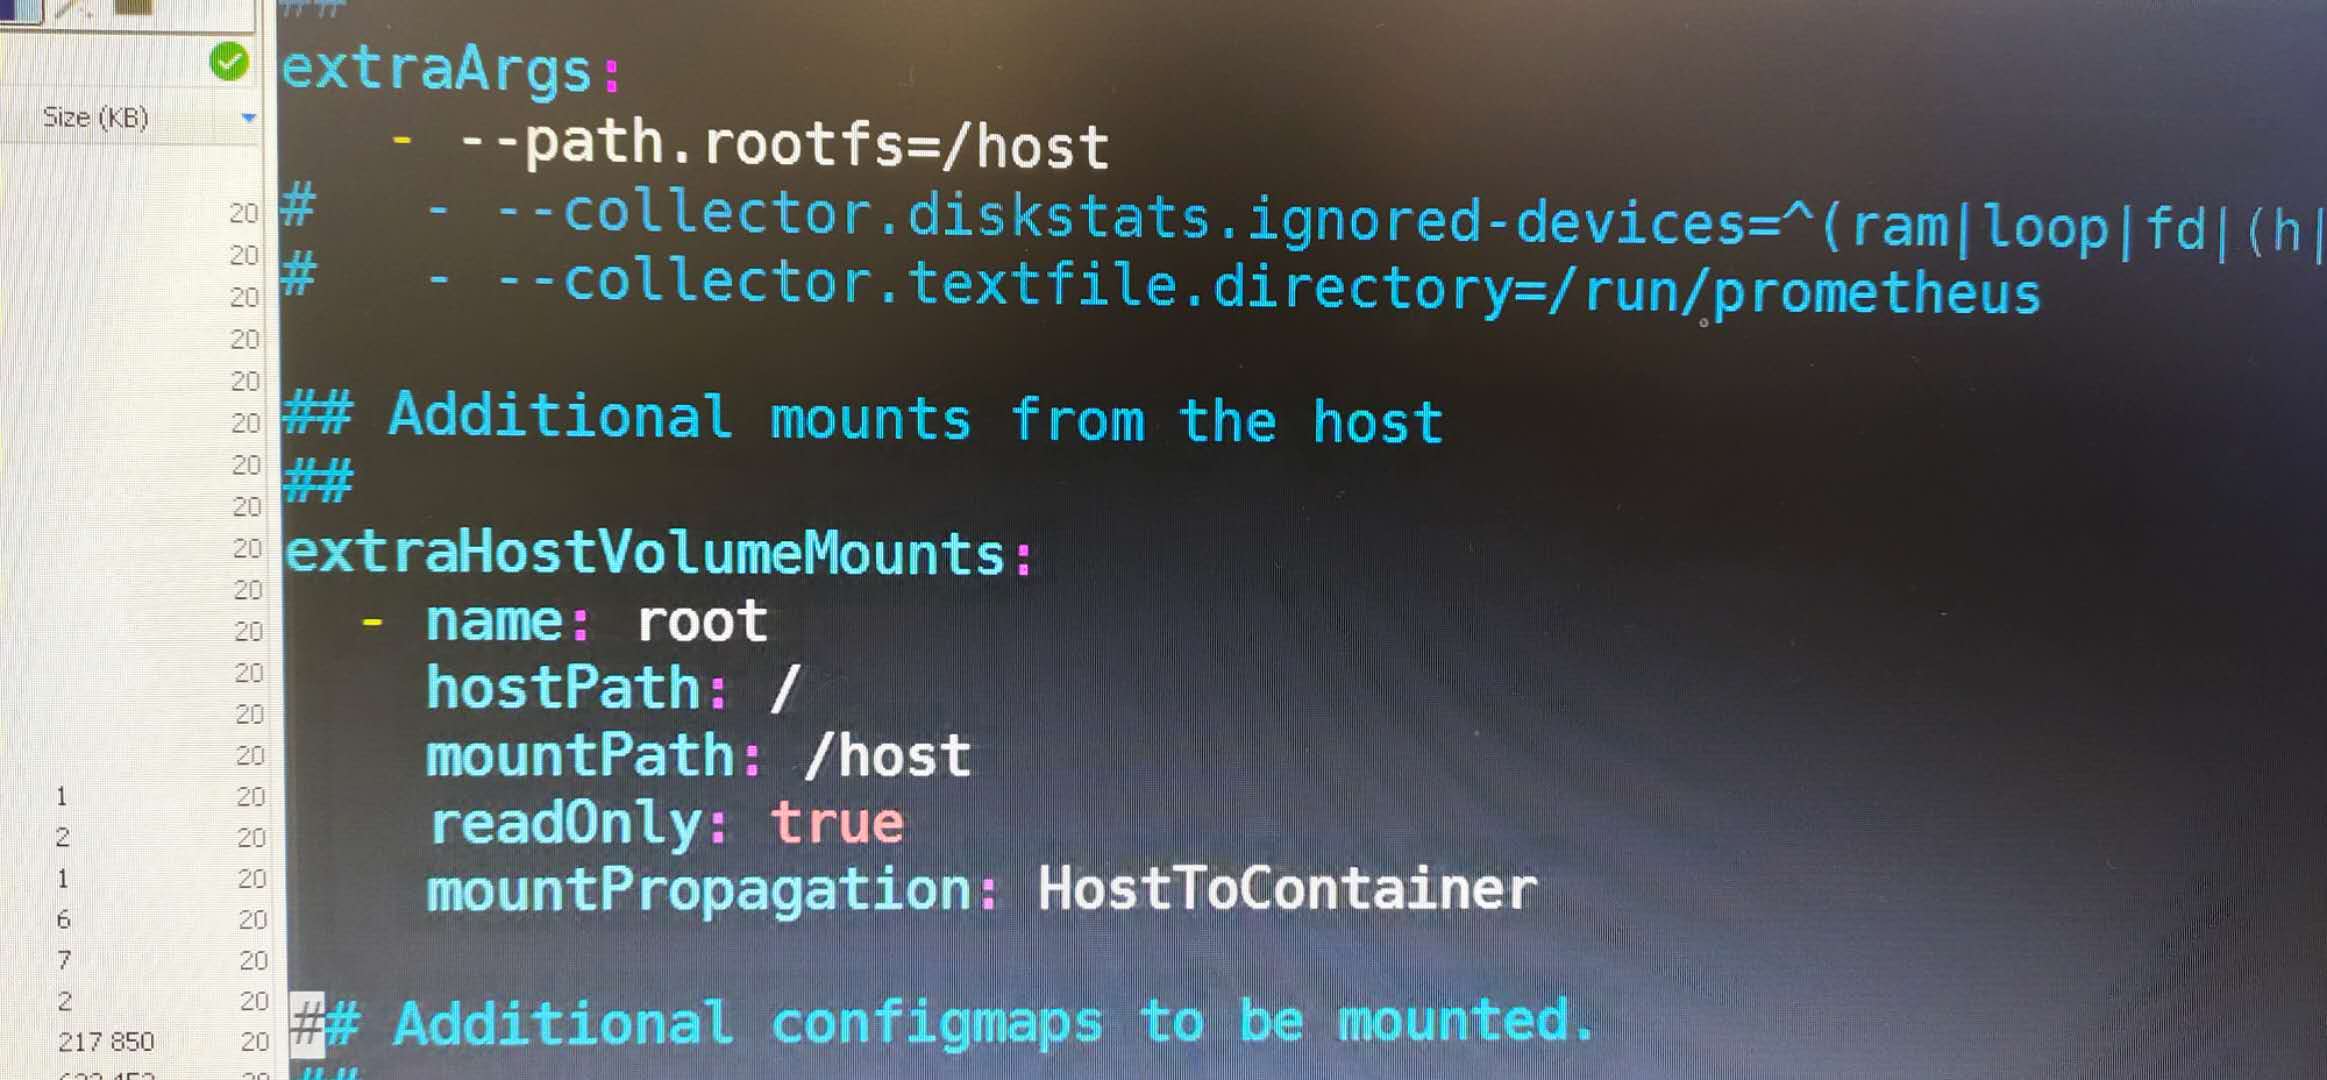 ##
extraArgs:
- --path.rootfs=/host
# - --collector.diskstats.ignored-devices=^(ram|loop|fd|(h|
# - --collector.textfile.directory=/run/prometheus
## Additional mounts from the host
##
extraHostVolumeMounts:
- name: root
hostPath: /
mountPath: /host
readOnly: true
mountPropagation: HostToContainer
## Additional configmaps to be mounted.
##
Size (KB)
20
20
20
20
20
20
20
20
20
20
20
20
20
20
1 20
2 20
1 20
6 20
7 20
2 20
217 850 20